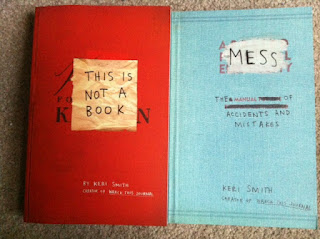 THIS IS
NOT A
BOOK
BY KERI SMITH
CREATOR OF WRECK THIS JOURNAL
MESS
THE MANUAL OF
ACCIDENTS AND
MISTAKES
KERI SMITH
CREATOR OF WRECK THIS JOURNAL